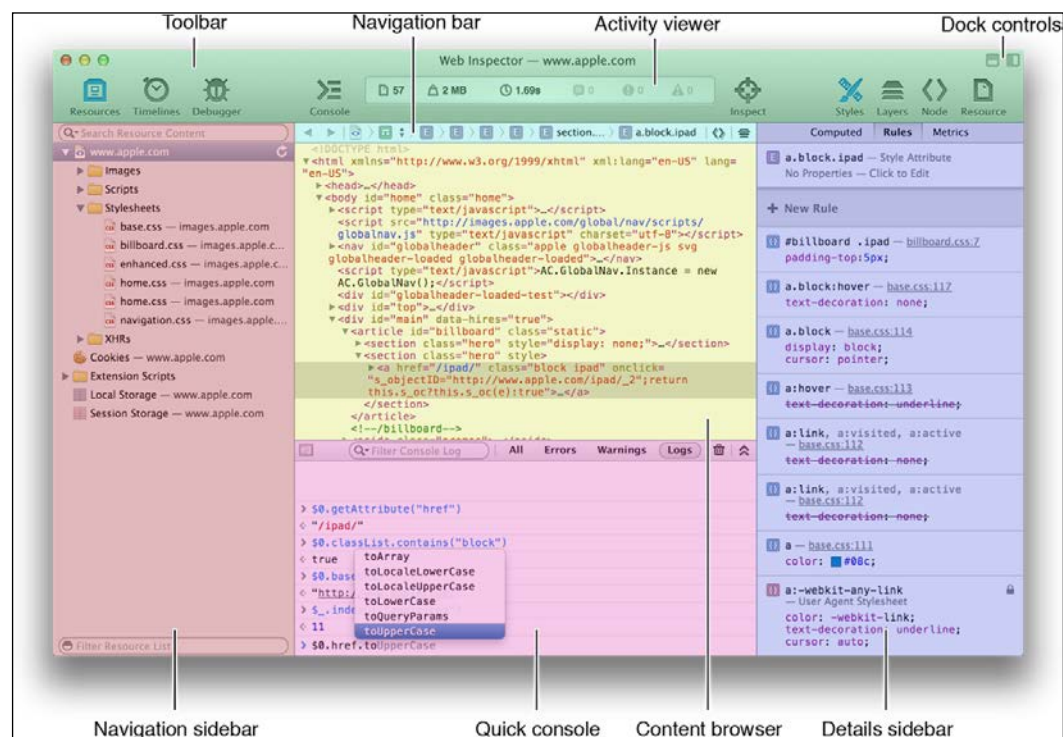 Toolbar
Navigation bar
Activity viewer
Dock controls
Web Inspector — www.apple.com
57
2 MB
1.69s
0
0
0
Resources
Timelines
Debugger
Console
Inspect
Styles
Layers
Node
Resource
Search Resource Content
www.apple.com
Images
Scripts
Stylesheets
base.css — images.apple.com
billboard.css — images.apple.c...
enhanced.css — images.apple.c...
home.css — images.apple.com
home.css — images.apple.com
navigation.css — images.apple....
XHRs
Cookies — www.apple.com
Extension Scripts
Local Storage — www.apple.com
Session Storage — www.apple.com
Filter Resource List
E
E
E
E
E section....
E a.block.ipad
<!DOCTYPE html>
<html xmlns="http://www.w3.org/1999/xhtml" xml:lang="en-US" lang=
"en-US">
<head>…</head>
<body id="home" class="home">
<script type="text/javascript">…</script>
<script src="http://images.apple.com/global/nav/scripts/
globalnav.js" type="text/javascript" charset="utf-8"></script>
<nav id="globalheader" class="apple globalheader-js svg
globalheader-loaded globalheader-loaded">…</nav>
<script type="text/javascript">AC.GlobalNav.Instance = new
AC.GlobalNav();</script>
<div id="globalheader-loaded-test"></div>
<div id="top">…</div>
<div id="main" data-hires="true">
<article id="billboard" class="static">
<section class="hero" style="display: none;">…</section>
<section class="hero" style>
<a href="/ipad/" class="block ipad" onclick=
"s_objectID="http://www.apple.com/ipad/_2";return
this.s_oc?this.s_oc(e):true">…</a>
</section>
</article>
<!--/billboard-->
Filter Console Log
All
Errors
Warnings
Logs
> $0.getAttribute("href")
"/ipad/"
> $0.classList.contains("block")
true
> $0.bas
"http:/
> $_.inde
11
> $0.href.toUpperCase
toArray
toLocaleLowerCase
toLocaleUpperCase
toLowerCase
toQueryParams
toUpperCase
Computed
Rules
Metrics
E a.block.ipad — Style Attribute
No Properties — Click to Edit
+ New Rule
#billboard .ipad — billboard.css:7
padding-top:5px;
a.block:hover — base.css:117
text-decoration: none;
a.block — base.css:114
display: block;
cursor: pointer;
a:hover — base.css:113
text-decoration: underline;
a:link, a:visited, a:active
— base.css:112
text-decoration: none;
a:link, a:visited, a:active
— base.css:112
text-decoration: none;
a — base.css:111
color: #08c;
a:-webkit-any-link
— User Agent Stylesheet
color: -webkit-link;
text-decoration: underline;
cursor: auto;
Navigation sidebar
Quick console
Content browser
Details sidebar